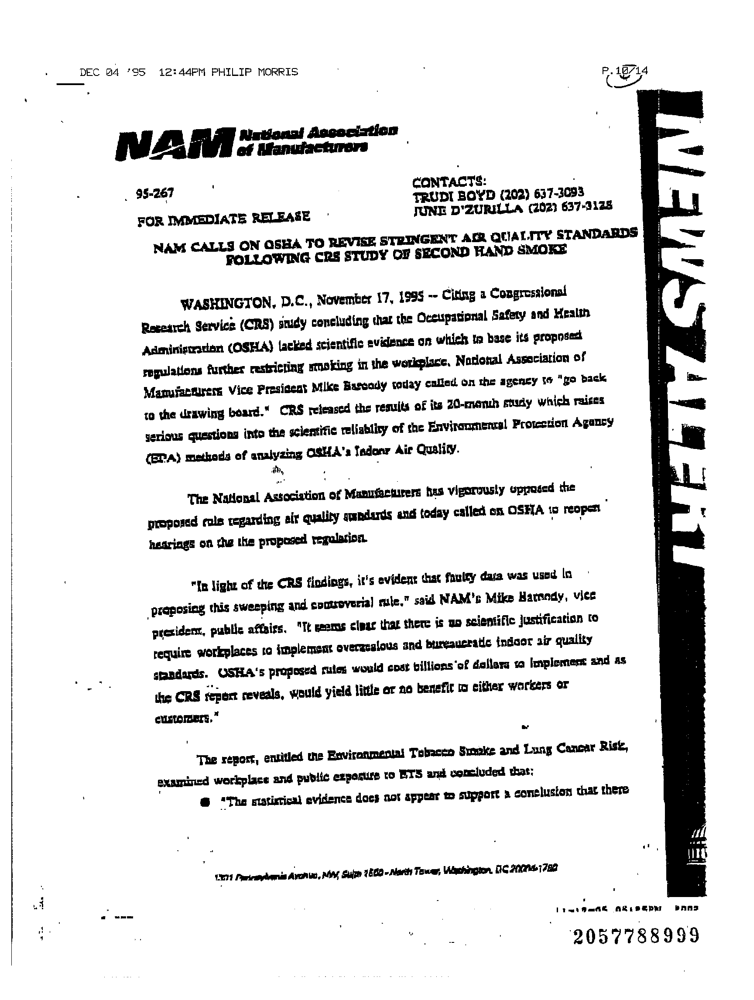 DEC 04 '95 12:44PM PHILIP MORRIS P.10/14
NAM National Association
of Manufacturers
NEWS ALERT
95-267
CONTACTS:
TRUDI BOYD (202) 637-3093
JUNE D'ZURILLA (202) 637-3128
FOR IMMEDIATE RELEASE
NAM CALLS ON OSHA TO REVISE STRINGENT AIR QUALITY STANDARDS
FOLLOWING CRS STUDY OF SECOND HAND SMOKE
WASHINGTON, D.C., November 17, 1995 -- Citing a Congressional
Research Service (CRS) study concluding that the Occupational Safety and Health
Administration (OSHA) lacked scientific evidence on which to base its proposed
regulations further restricting smoking in the workplace, National Association of
Manufacturers Vice President Mike Baroody today called on the agency to "go back
to the drawing board." CRS released the results of its 20-month study which raises
serious questions into the scientific reliability of the Environmental Protection Agency
(EPA) methods of analyzing OSHA's Indoor Air Quality.
The National Association of Manufacturers has vigorously opposed the
proposed rule regarding air quality standards and today called on OSHA to reopen
hearings on the the proposed regulation.
"In light of the CRS findings, it's evident that faulty data was used in
proposing this sweeping and controverial rule," said NAM's Mike Baroody, vice
president, public affairs. "It seems clear that there is no scientific justification to
require workplaces to implement overzealous and bureaucratic indoor air quality
standards. OSHA's proposed rules would cost billions of dollars to implement and as
the CRS report reveals, would yield little or no benefit to either workers or
customers."
The report, entitled the Environmental Tobacco Smoke and Lung Cancer Risk,
examined workplace and public exposure to ETS and concluded that:
● "The statistical evidence does not appear to support a conclusion that there
1331 Pennsylvania Avenue, NW, Suite 1500 - North Tower, Washington, DC 20004-1790
2057788999